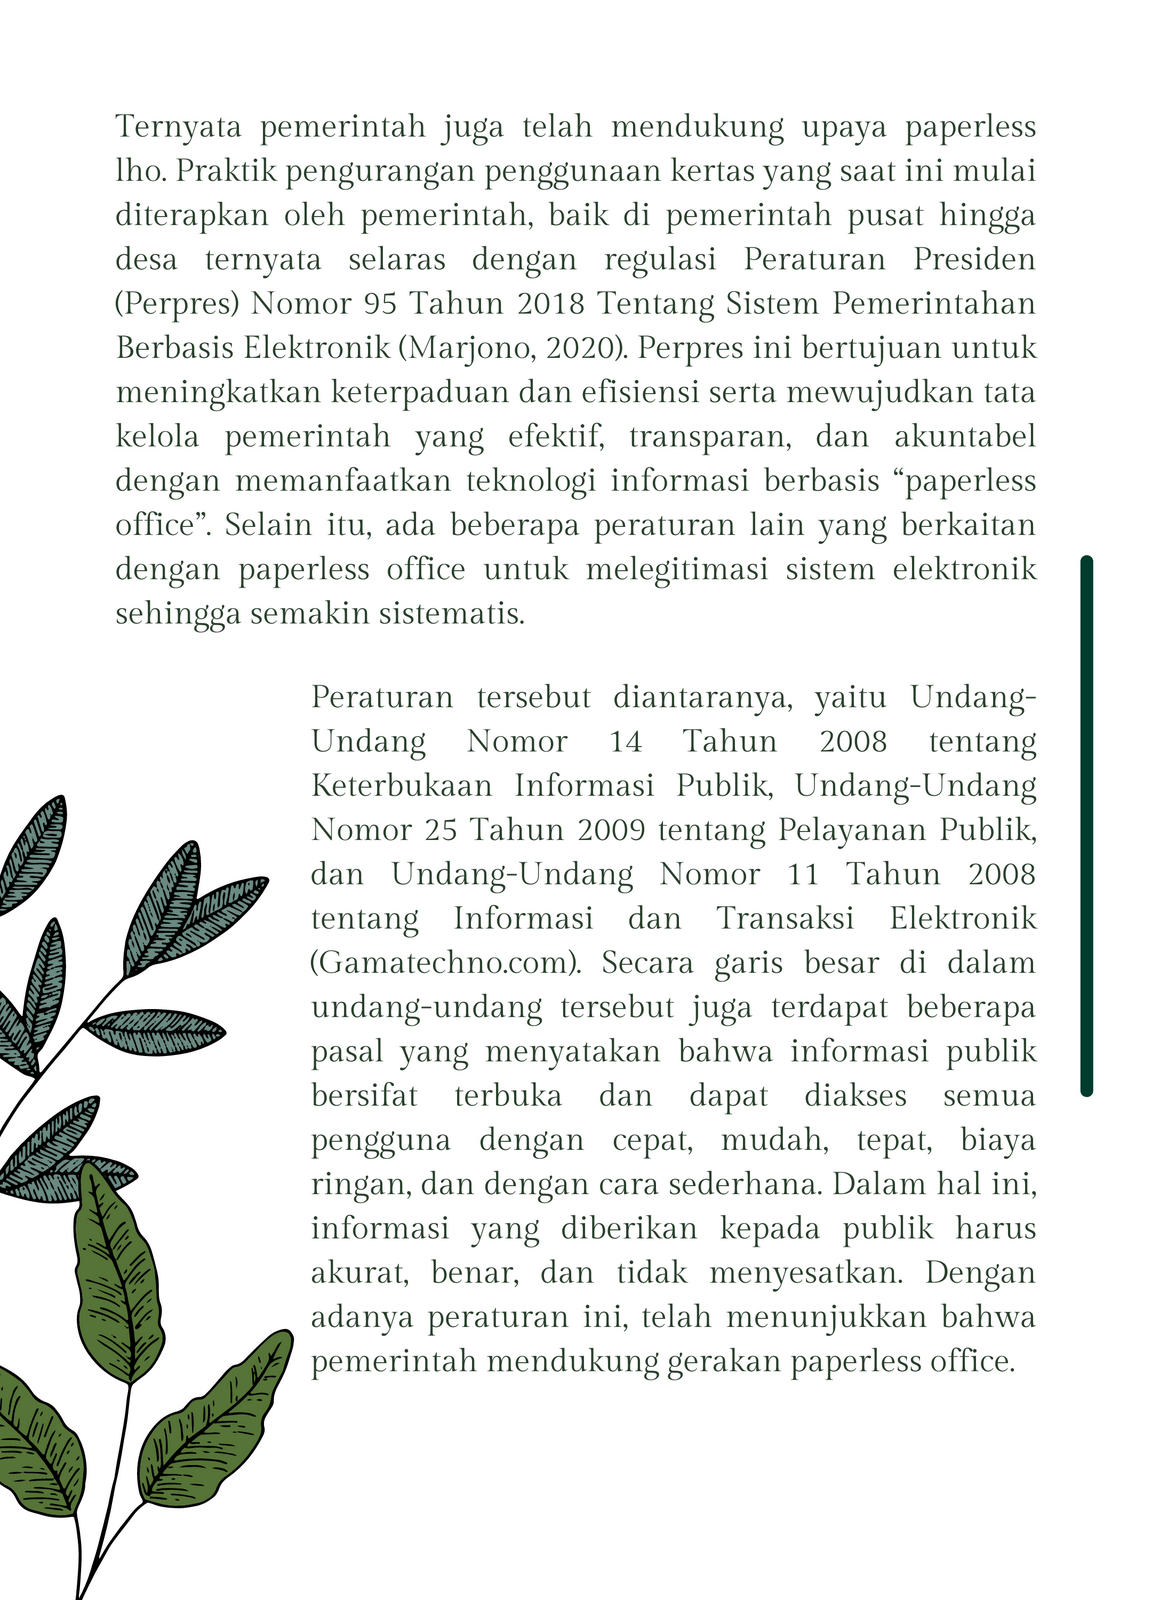 Ternyata pemerintah juga telah mendukung upaya paperless
lho. Praktik pengurangan penggunaan kertas yang saat ini mulai
diterapkan oleh pemerintah, baik di pemerintah pusat hingga
desa ternyata selaras dengan regulasi Peraturan Presiden
(Perpres) Nomor 95 Tahun 2018 Tentang Sistem Pemerintahan
Berbasis Elektronik (Marjono, 2020). Perpres ini bertujuan untuk
meningkatkan keterpaduan dan efisiensi serta mewujudkan tata
kelola pemerintah yang efektif, transparan, dan akuntabel
dengan memanfaatkan teknologi informasi berbasis “paperless
office”. Selain itu, ada beberapa peraturan lain yang berkaitan
dengan paperless office untuk melegitimasi sistem elektronik
sehingga semakin sistematis.
Peraturan tersebut diantaranya, yaitu Undang-
Undang Nomor 14 Tahun 2008 tentang
Keterbukaan Informasi Publik, Undang-Undang
Nomor 25 Tahun 2009 tentang Pelayanan Publik,
dan Undang-Undang Nomor 11 Tahun 2008
tentang Informasi dan Transaksi Elektronik
(Gamatechno.com). Secara garis besar di dalam
undang-undang tersebut juga terdapat beberapa
pasal yang menyatakan bahwa informasi publik
bersifat terbuka dan dapat diakses semua
pengguna dengan cepat, mudah, tepat, biaya
ringan, dan dengan cara sederhana. Dalam hal ini,
informasi yang diberikan kepada publik harus
akurat, benar, dan tidak menyesatkan. Dengan
adanya peraturan ini, telah menunjukkan bahwa
pemerintah mendukung gerakan paperless office.